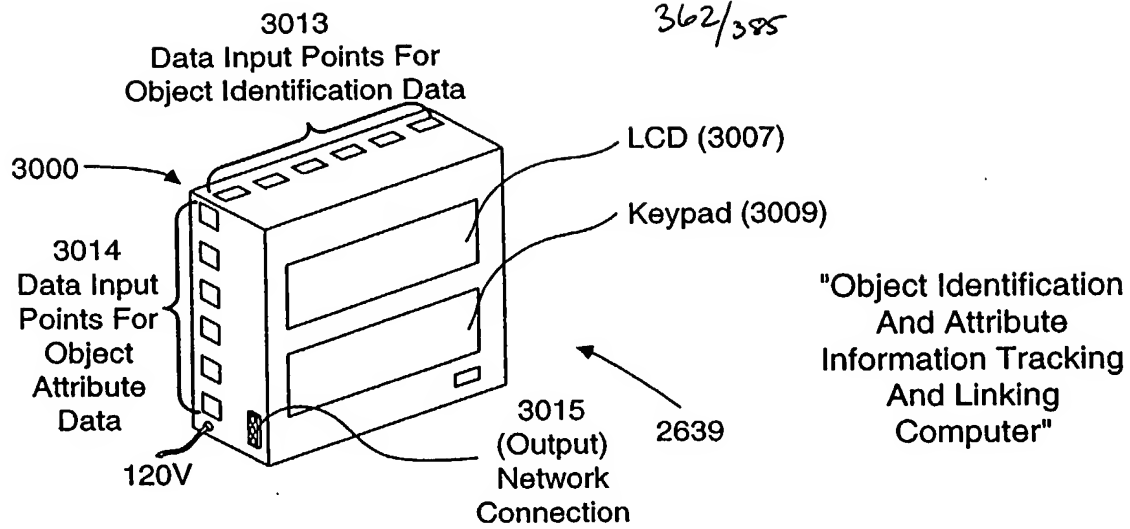 362/385
3013
Data Input Points For
Object Identification Data
3000
LCD (3007)
Keypad (3009)
3014
Data Input
Points For
Object
Attribute
Data
120V
3015
(Output)
Network
Connection
2639
"Object Identification
And Attribute
Information Tracking
And Linking
Computer"